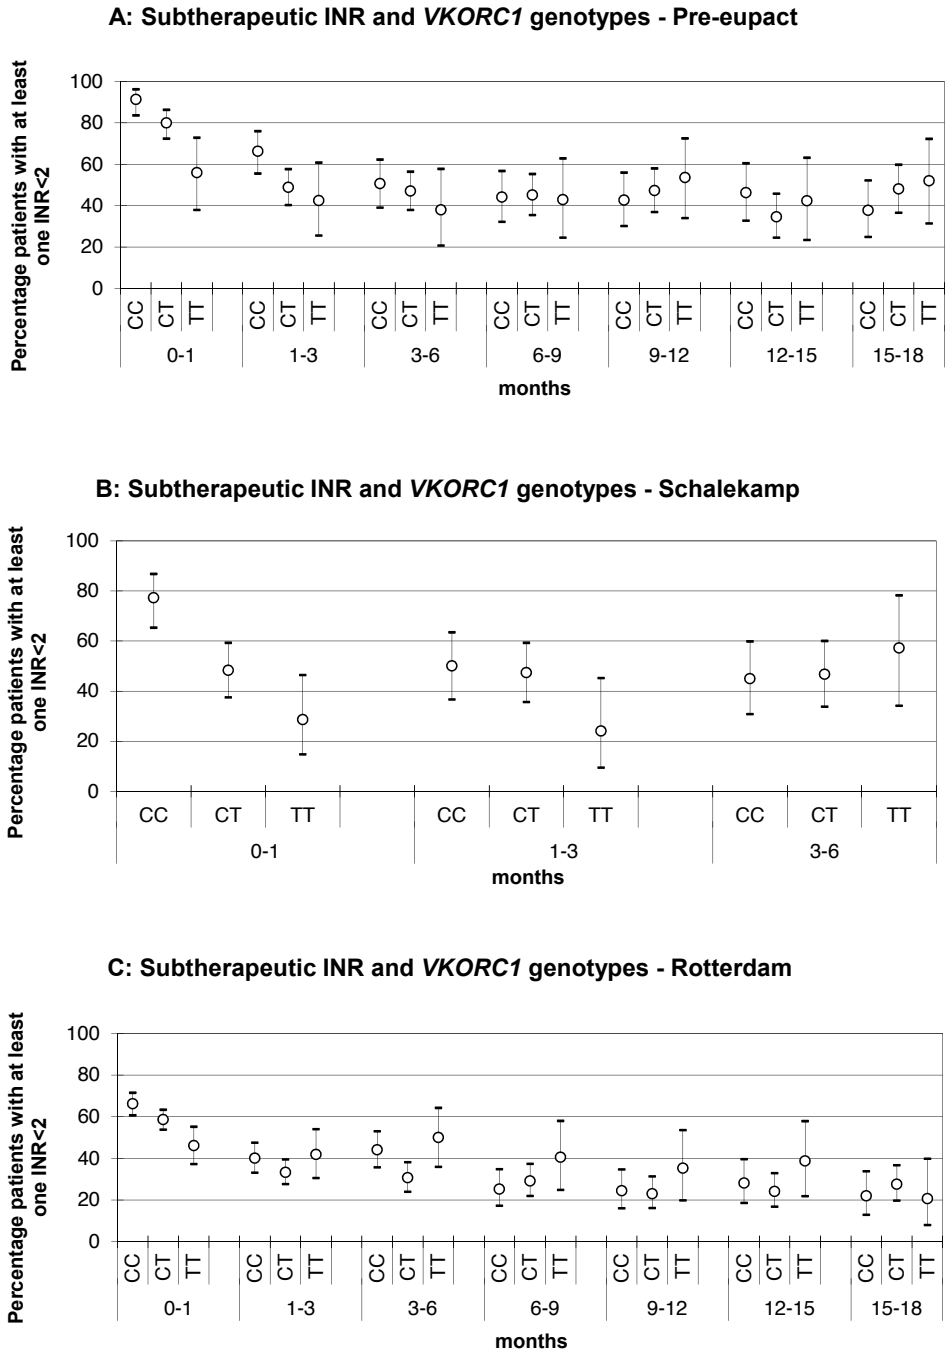 A: Subtherapeutic INR and VKORC1 genotypes - Pre-eupact
Percentage patients with at least
one INR<2
100
80
60
40
20
0
CC CT TT CC CT TT CC CT TT CC CT TT CC CT TT CC CT TT CC CT TT
0-1 1-3 3-6 6-9 9-12 12-15 15-18
months
B: Subtherapeutic INR and VKORC1 genotypes - Schalekamp
Percentage patients with at least
one INR<2
100
80
60
40
20
0
CC CT TT CC CT TT CC CT TT
0-1 1-3 3-6
months
C: Subtherapeutic INR and VKORC1 genotypes - Rotterdam
Percentage patients with at least
one INR<2
100
80
60
40
20
0
CC CT TT CC CT TT CC CT TT CC CT TT CC CT TT CC CT TT CC CT TT
0-1 1-3 3-6 6-9 9-12 12-15 15-18
months